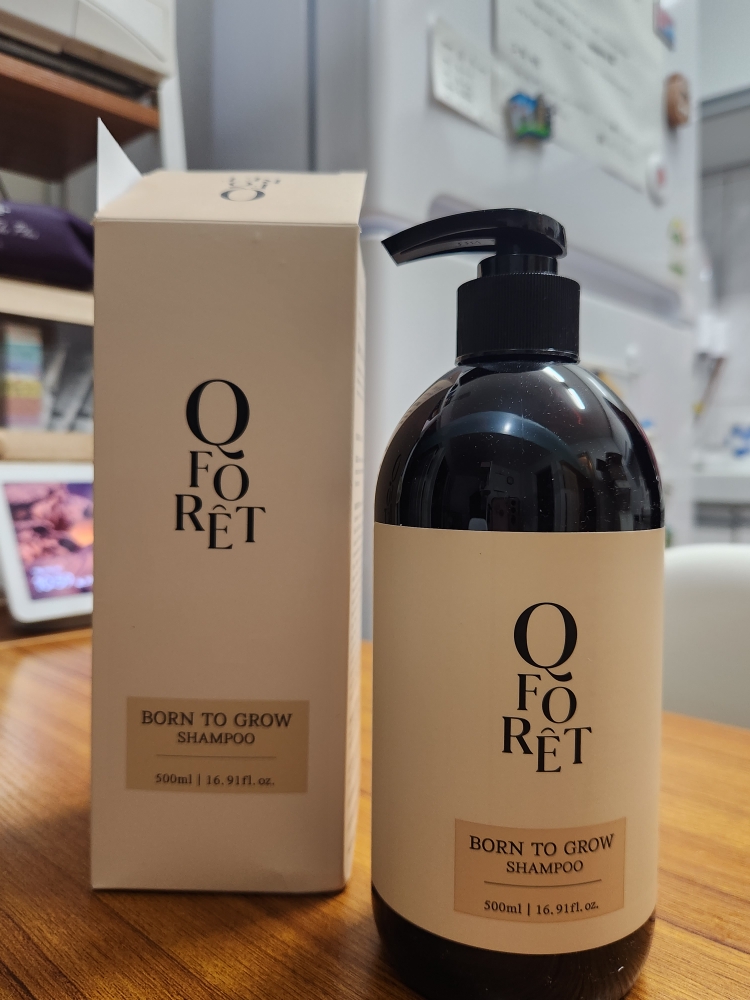 Q
FO
RÊT
BORN TO GROW
SHAMPOO
500ml | 16.91fl.oz.
Q
FO
RÊT
BORN TO GROW
SHAMPOO
500ml | 16.91fl.oz.